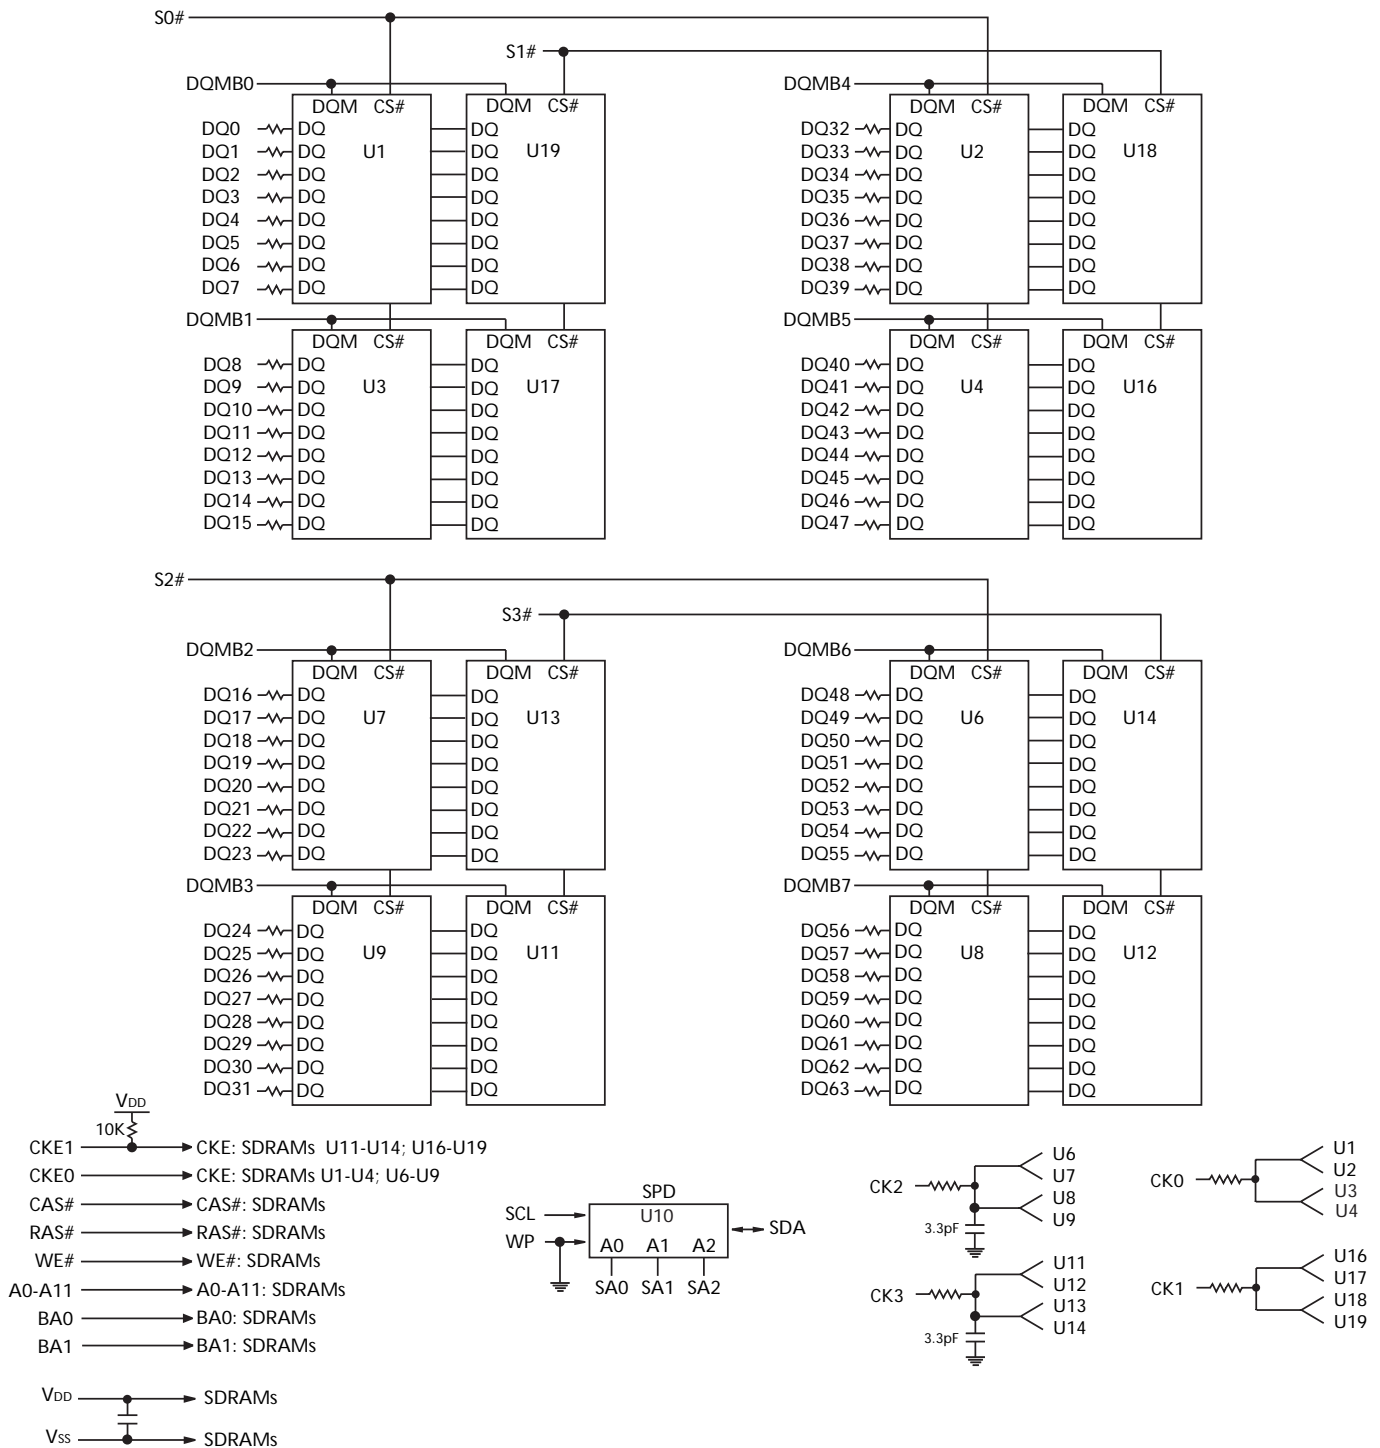 S0#
S1#
DQMB0
DQM CS#
DQM CS#
U1
U19
DQ0 DQ DQ
DQ1 DQ DQ
DQ2 DQ DQ
DQ3 DQ DQ
DQ4 DQ DQ
DQ5 DQ DQ
DQ6 DQ DQ
DQ7 DQ DQ
DQMB4
DQM CS#
DQM CS#
U2
U18
DQ32 DQ DQ
DQ33 DQ DQ
DQ34 DQ DQ
DQ35 DQ DQ
DQ36 DQ DQ
DQ37 DQ DQ
DQ38 DQ DQ
DQ39 DQ DQ
DQMB1
DQM CS#
DQM CS#
U3
U17
DQ8 DQ DQ
DQ9 DQ DQ
DQ10 DQ DQ
DQ11 DQ DQ
DQ12 DQ DQ
DQ13 DQ DQ
DQ14 DQ DQ
DQ15 DQ DQ
DQMB5
DQM CS#
DQM CS#
U4
U16
DQ40 DQ DQ
DQ41 DQ DQ
DQ42 DQ DQ
DQ43 DQ DQ
DQ44 DQ DQ
DQ45 DQ DQ
DQ46 DQ DQ
DQ47 DQ DQ
S2#
S3#
DQMB2
DQM CS#
DQM CS#
U7
U13
DQ16 DQ DQ
DQ17 DQ DQ
DQ18 DQ DQ
DQ19 DQ DQ
DQ20 DQ DQ
DQ21 DQ DQ
DQ22 DQ DQ
DQ23 DQ DQ
DQMB6
DQM CS#
DQM CS#
U6
U14
DQ48 DQ DQ
DQ49 DQ DQ
DQ50 DQ DQ
DQ51 DQ DQ
DQ52 DQ DQ
DQ53 DQ DQ
DQ54 DQ DQ
DQ55 DQ DQ
DQMB3
DQM CS#
DQM CS#
U9
U11
DQ24 DQ DQ
DQ25 DQ DQ
DQ26 DQ DQ
DQ27 DQ DQ
DQ28 DQ DQ
DQ29 DQ DQ
DQ30 DQ DQ
DQ31 DQ DQ
DQMB7
DQM CS#
DQM CS#
U8
U12
DQ56 DQ DQ
DQ57 DQ DQ
DQ58 DQ DQ
DQ59 DQ DQ
DQ60 DQ DQ
DQ61 DQ DQ
DQ62 DQ DQ
DQ63 DQ DQ
VDD
10K
CKE1 CKE: SDRAMs U11-U14; U16-U19
CKE0 CKE: SDRAMs U1-U4; U6-U9
CAS# CAS#: SDRAMs
RAS# RAS#: SDRAMs
WE# WE#: SDRAMs
A0-A11 A0-A11: SDRAMs
BA0 BA0: SDRAMs
BA1 BA1: SDRAMs
VDD SDRAMs
VSS SDRAMs
SPD
U10
SCL
WP
SDA
A0 A1 A2
SA0 SA1 SA2
CK2
U6
U7
U8
U9
3.3pF
CK3
U11
U12
U13
U14
3.3pF
CK0
U1
U2
U3
U4
CK1
U16
U17
U18
U19